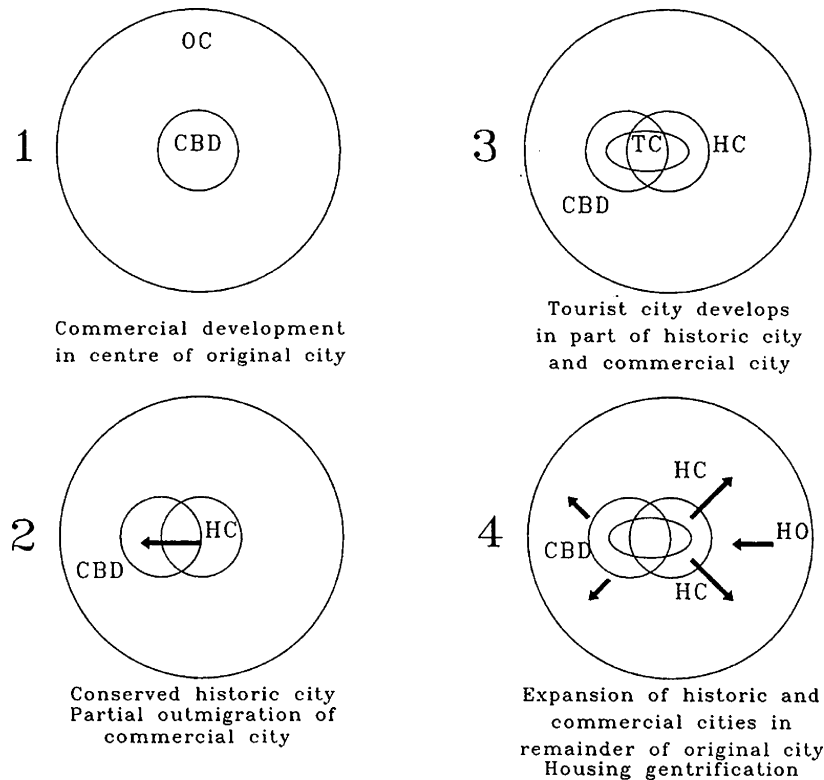 1
OC
CBD
Commercial development
in centre of original city
2
HC
CBD
Conserved historic city
Partial outmigration of
commercial city
3
TC
HC
CBD
Tourist city develops
in part of historic city
and commercial city
4
HC
HO
CBD
HC
Expansion of historic and
commercial cities in
remainder of original city
Housing gentrification